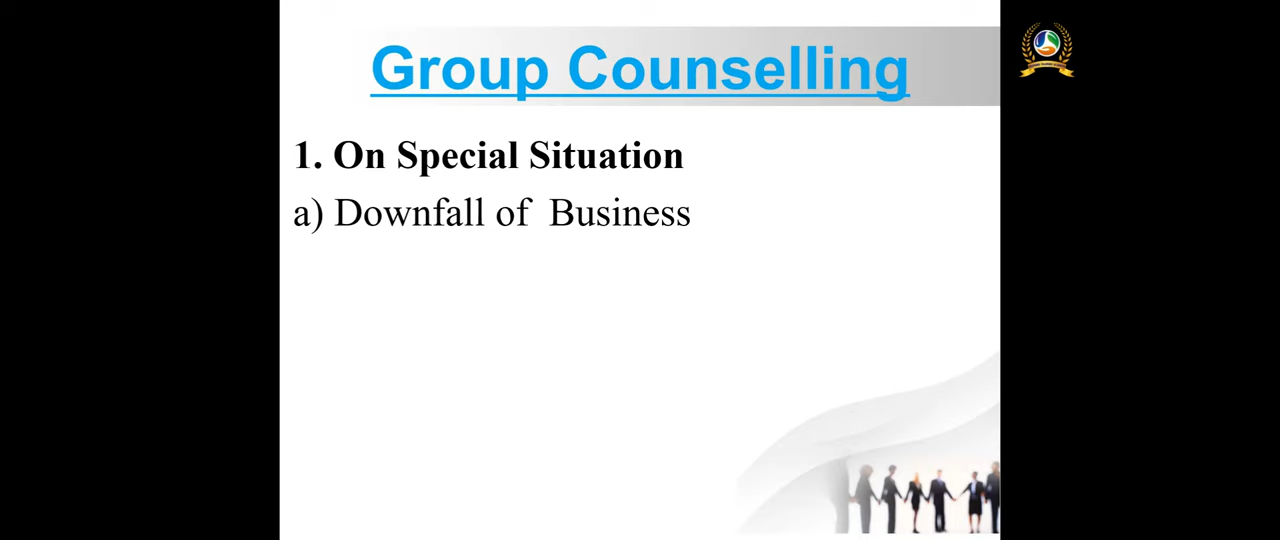 Group Counselling
1. On Special Situation
a) Downfall of  Business